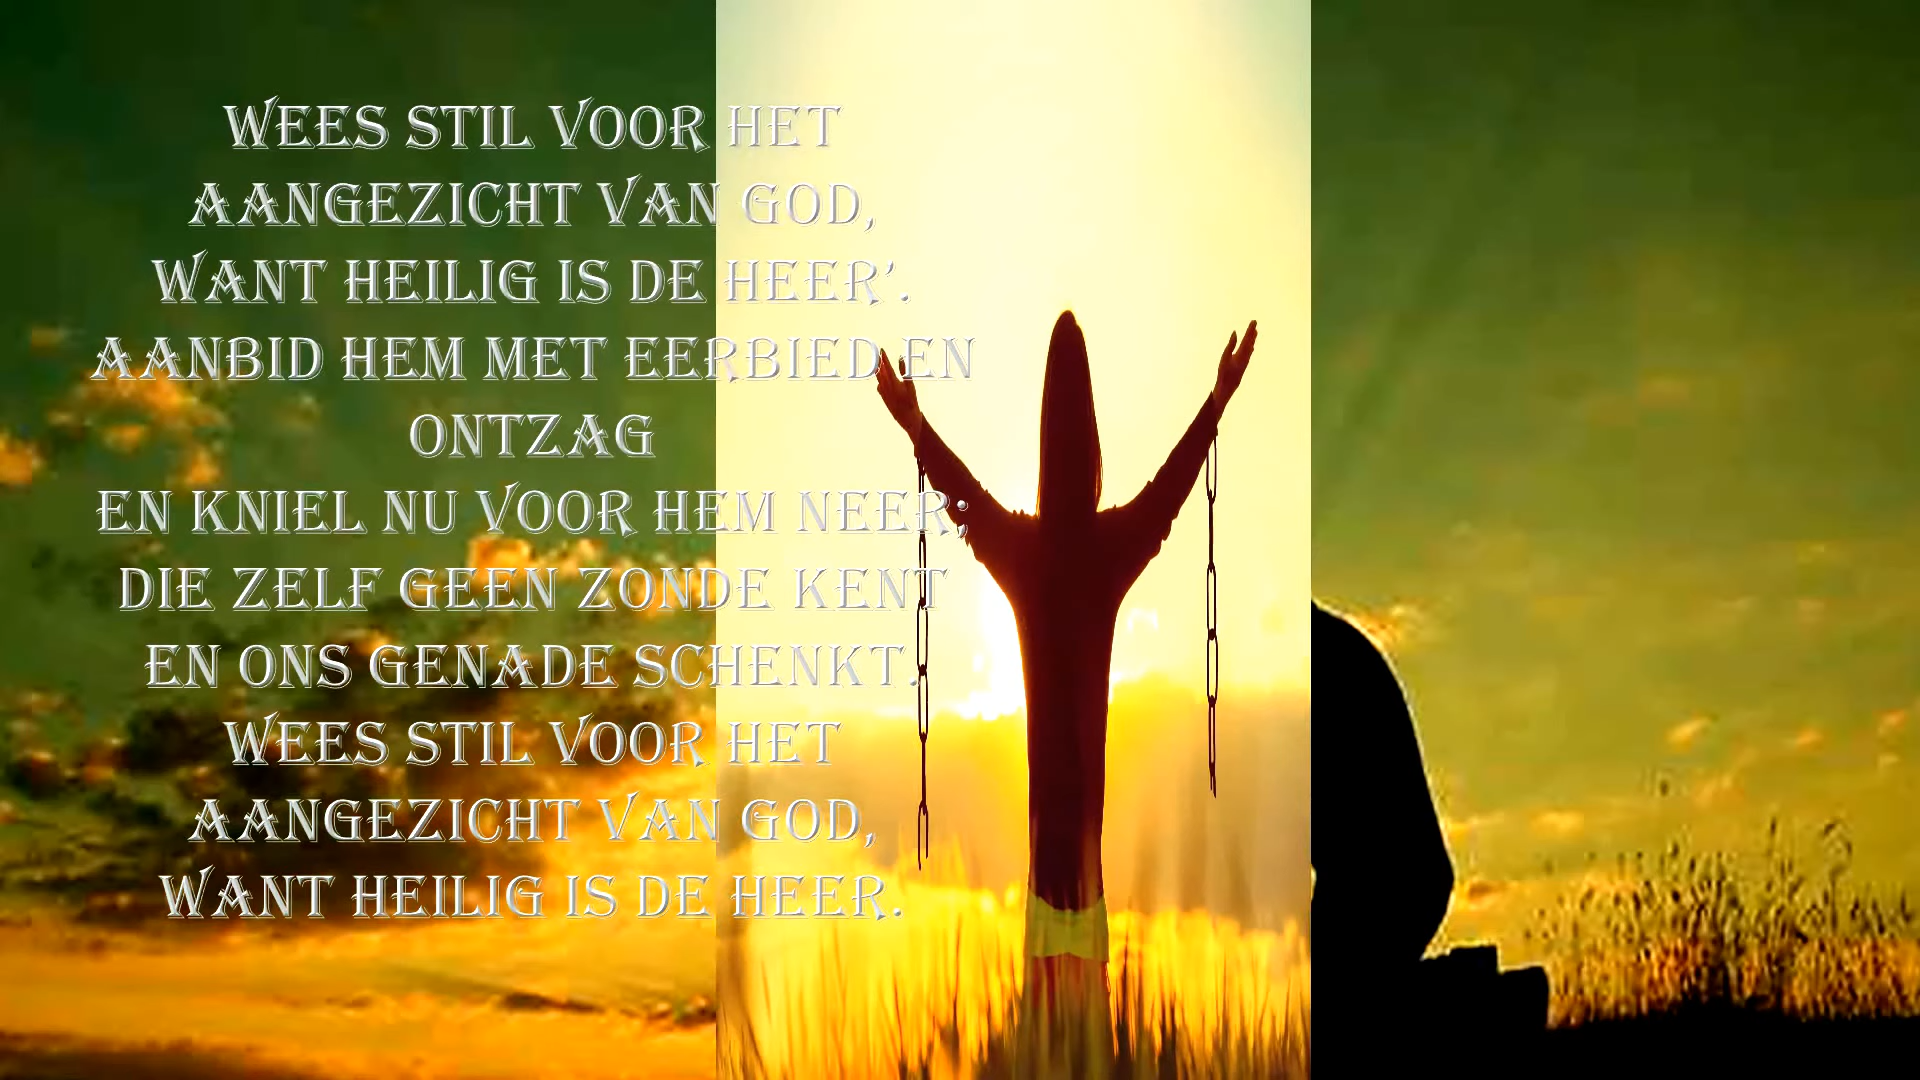 WEES STIL VOOR HET
AANGEZICHT VAN GOD,
WANT HEILIG IS DE HEER’.
AANBID HEM MET EERBIED EN
ONTZAG
EN KNIEL NU VOOR HEM NEER;
DIE ZELF GEEN ZONDE KENT
EN ONS GENADE SCHENKT.
WEES STIL VOOR HET
AANGEZICHT VAN GOD,
WANT HEILIG IS DE HEER.